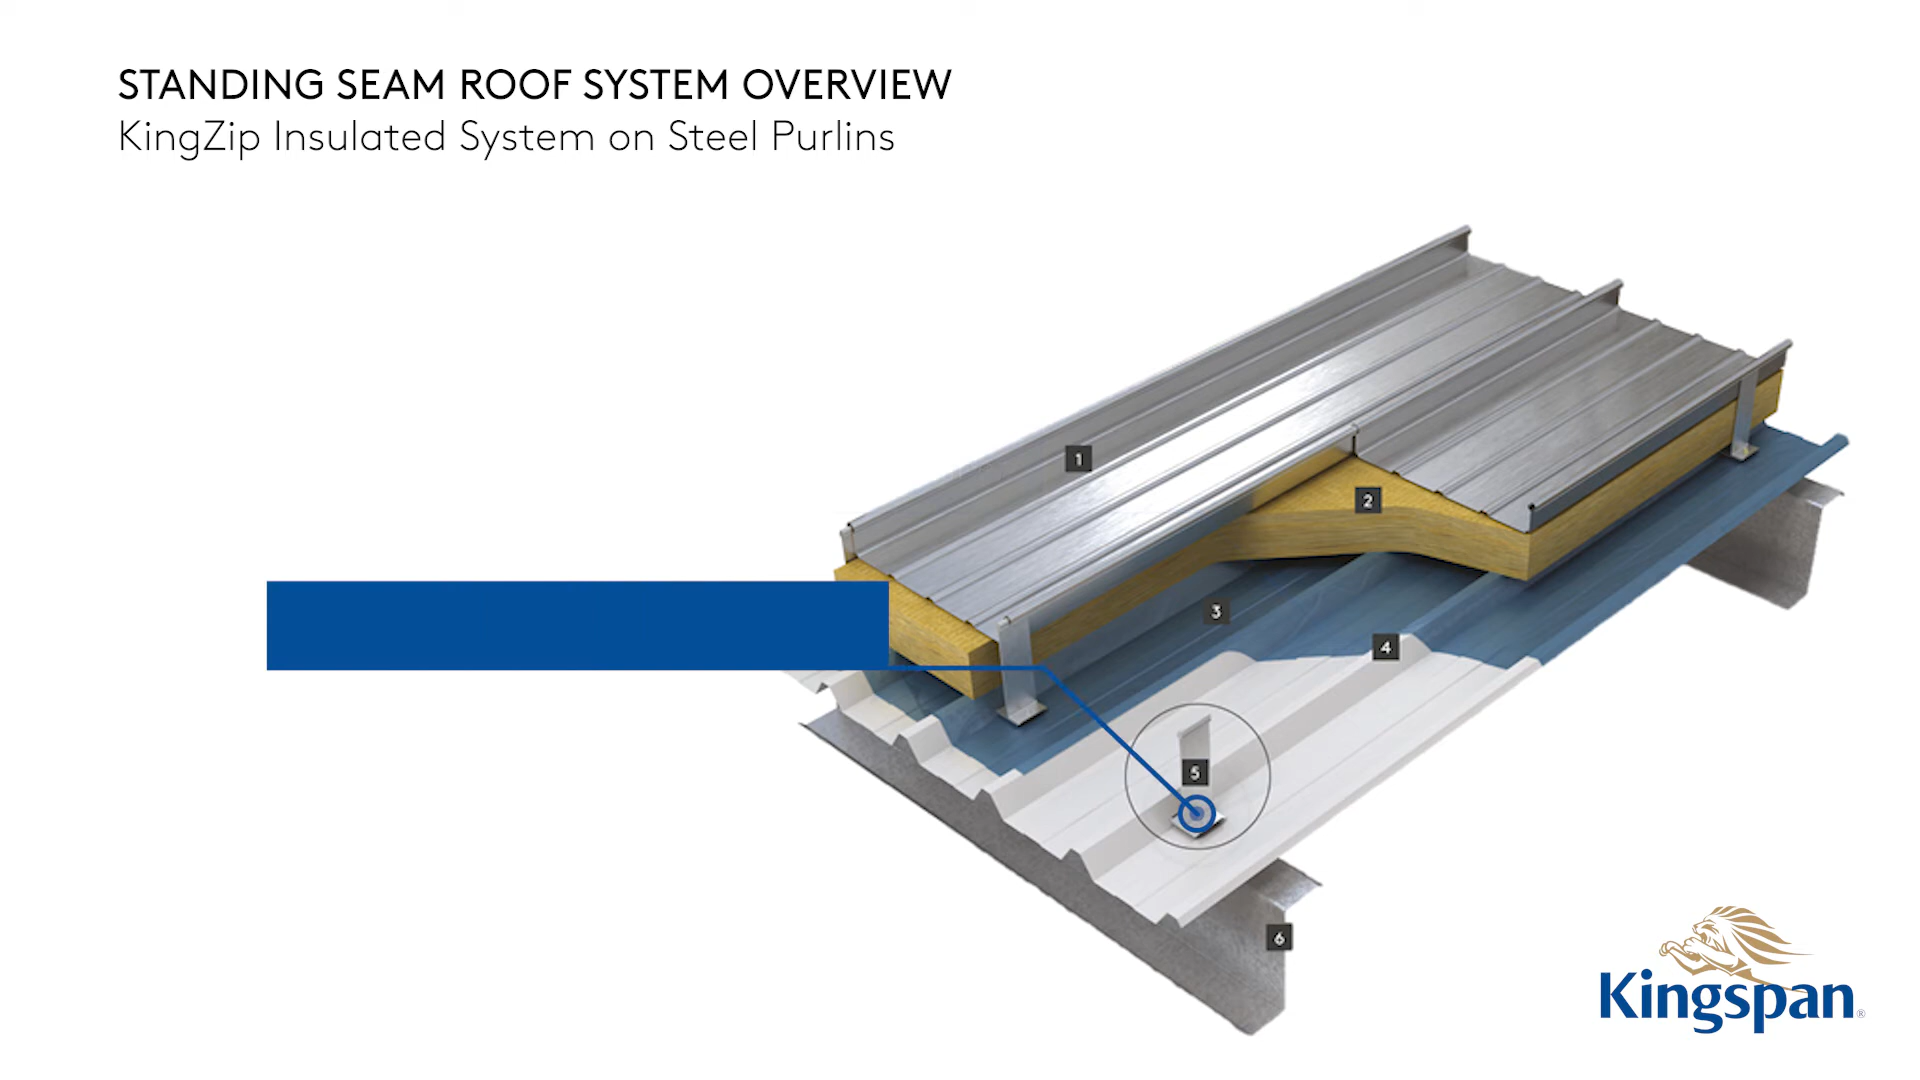 STANDING SEAM ROOF SYSTEM OVERVIEW
KingZip Insulated System on Steel Purlins
1
2
3
4
5
6
Kingspan®